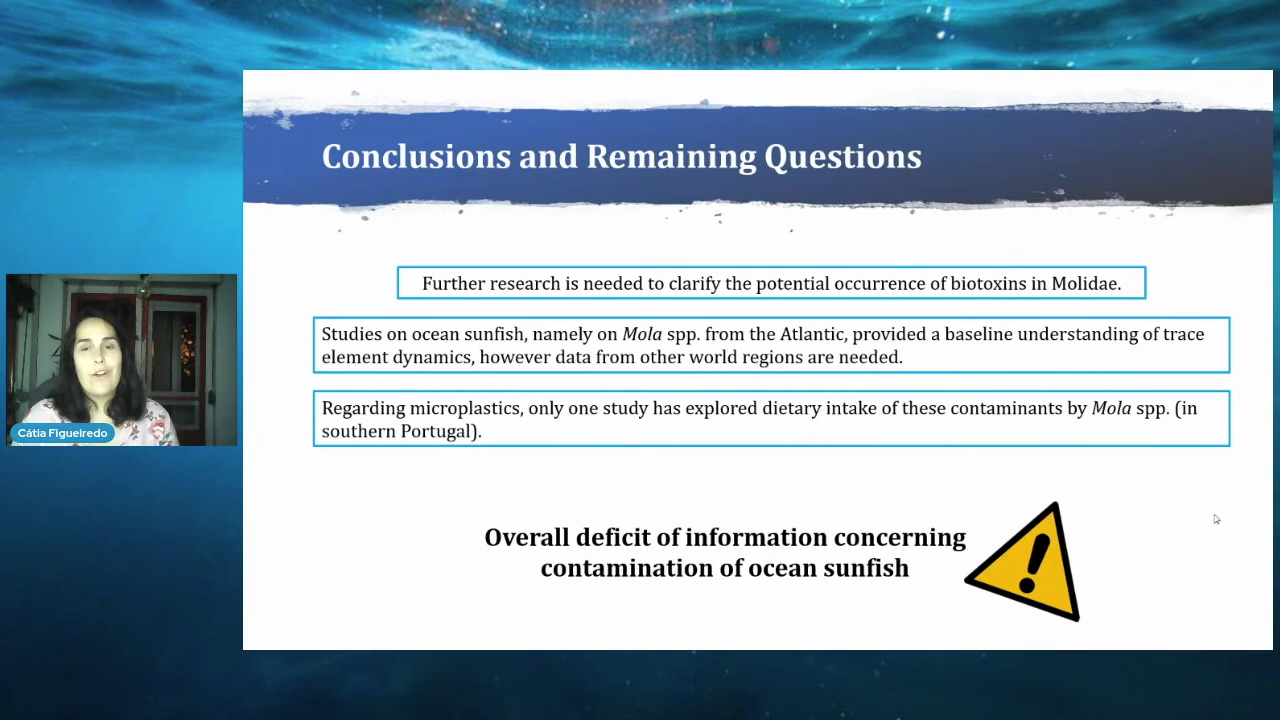 Conclusions and Remaining Questions
Further research is needed to clarify the potential occurrence of biotoxins in Molidae.
Studies on ocean sunfish, namely on Mola spp. from the Atlantic, provided a baseline understanding of trace
element dynamics, however data from other world regions are needed.
Regarding microplastics, only one study has explored dietary intake of these contaminants by Mola spp. (in
southern Portugal).
Cátia Figueiredo
Overall deficit of information concerning
contamination of ocean sunfish